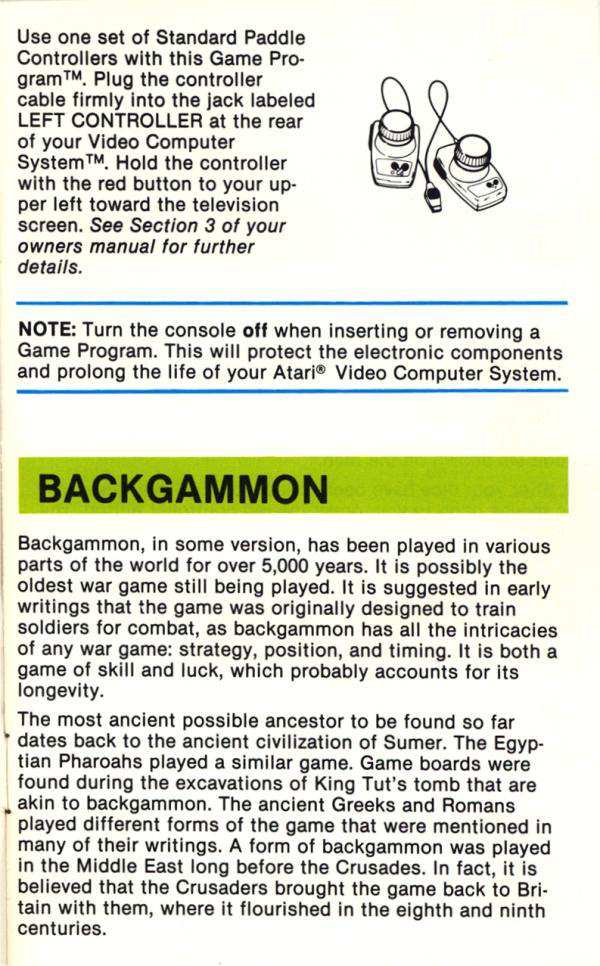 Use one set of Standard Paddle
Controllers with this Game Pro-
gram™. Plug the controller
cable firmly into the jack labeled
LEFT CONTROLLER at the rear
of your Video Computer
System™. Hold the controller
with the red button to your up-
per left toward the television
screen. See Section 3 of your
owners manual for further
details.
NOTE: Turn the console off when inserting or removing a
Game Program. This will protect the electronic components
and prolong the life of your Atari® Video Computer System.
BACKGAMMON
Backgammon, in some version, has been played in various
parts of the world for over 5,000 years. It is possibly the
oldest war game still being played. It is suggested in early
writings that the game was originally designed to train
soldiers for combat, as backgammon has all the intricacies
of any war game: strategy, position, and timing. It is both a
game of skill and luck, which probably accounts for its
longevity.
The most ancient possible ancestor to be found so far
dates back to the ancient civilization of Sumer. The Egyp-
tian Pharoahs played a similar game. Game boards were
found during the excavations of King Tut's tomb that are
akin to backgammon. The ancient Greeks and Romans
played different forms of the game that were mentioned in
many of their writings. A form of backgammon was played
in the Middle East long before the Crusades. In fact, it is
believed that the Crusaders brought the game back to Bri-
tain with them, where it flourished in the eighth and ninth
centuries.